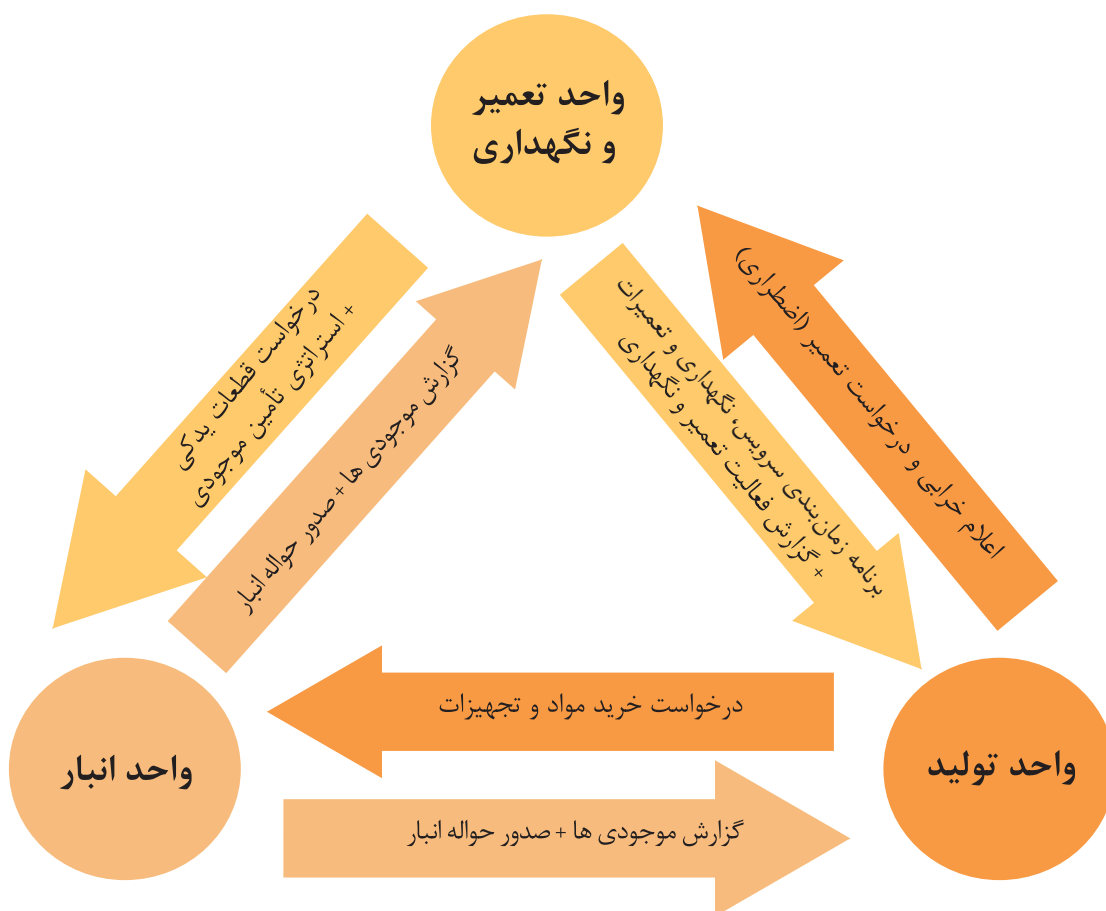 واحد تعمیر
و نگهداری
درخواست قطعات یدکی
+ استراتژی تأمین موجودی
گزارش موجودی ها + صدور حواله انبار
برنامه زمان‌بندی سرویس، نگهداری و تعمیرات
+ گزارش فعالیت تعمیر و نگهداری
اعلام خرابی و درخواست تعمیر (اضطراری)
درخواست خرید مواد و تجهیزات
واحد تولید
واحد انبار
گزارش موجودی ها + صدور حواله انبار